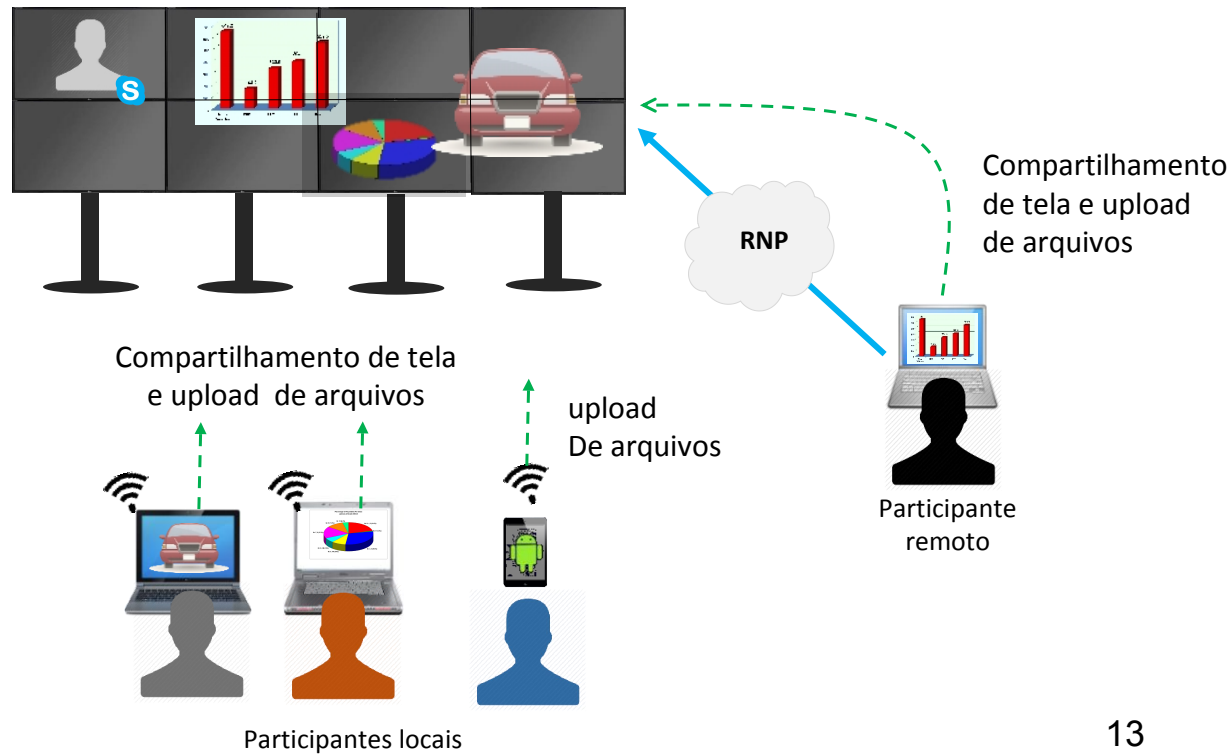 S
Compartilhamento
de tela e upload
de arquivos
RNP
Compartilhamento de tela
e upload de arquivos
upload
De arquivos
Participante
remoto
Participantes locais
13